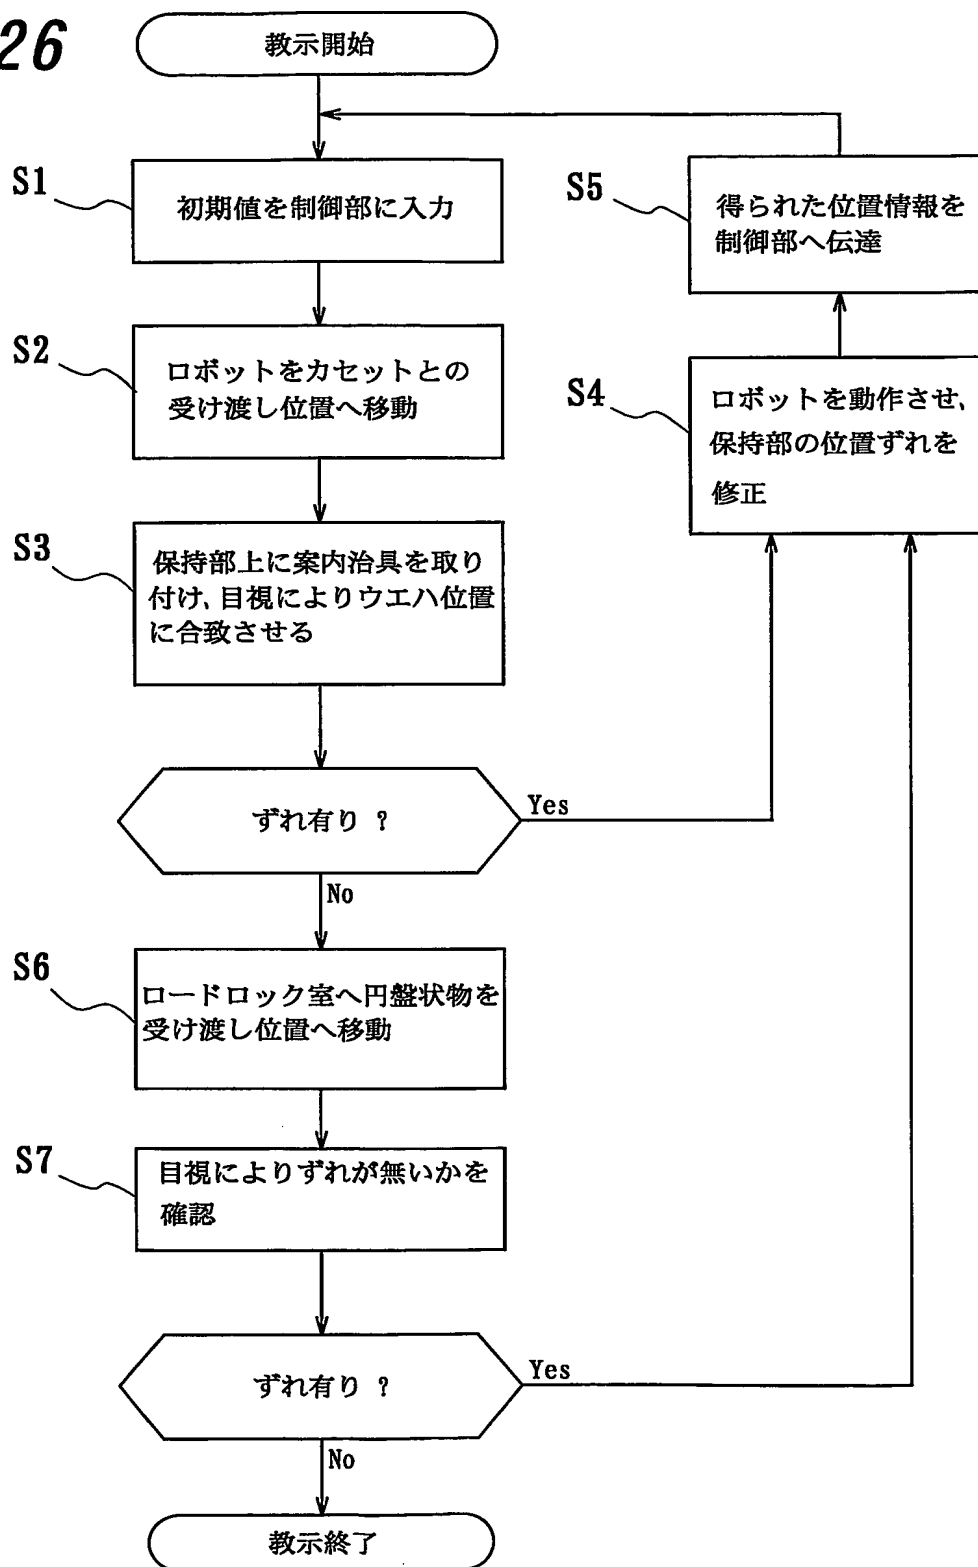 26
教示開始
S1
初期値を制御部に入力
S2
ロボットをカセットとの
受け渡し位置へ移動
S3
保持部上に案内治具を取り
付け、目視によりウエハ位置
に合致させる
ずれ有り ?
Yes
No
S4
ロボットを動作させ、
保持部の位置ずれを
修正
S5
得られた位置情報を
制御部へ伝達
S6
ロードロック室へ円盤状物を
受け渡し位置へ移動
S7
目視によりずれが無いかを
確認
ずれ有り ?
Yes
No
教示終了